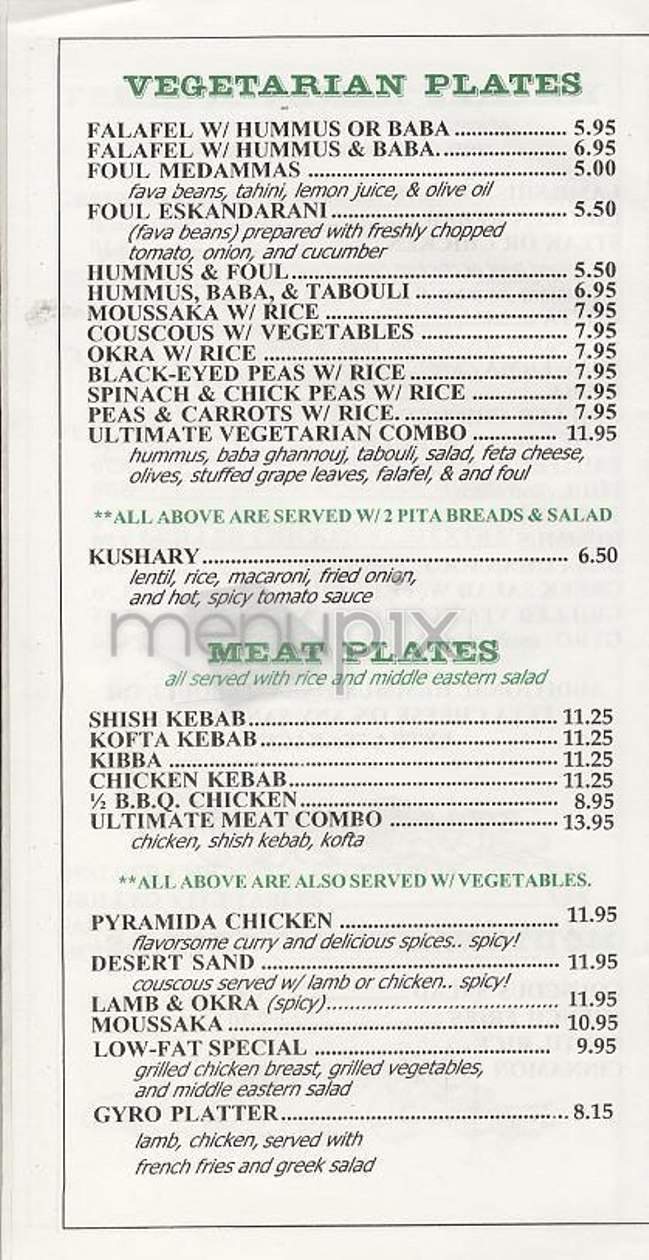 VEGETARIAN PLATES
FALAFEL W/ HUMMUS OR BABA .................... 5.95
FALAFEL W/ HUMMUS & BABA. ...................... 6.95
FOUL MEDAMMAS .............................................. 5.00
fava beans, tahini, lemon juice, & olive oil
FOUL ESKANDARANI .......................................... 5.50
(fava beans) prepared with freshly chopped
tomato, onion, and cucumber
HUMMUS & FOUL ................................................. 5.50
HUMMUS, BABA, & TABOULI ........................... 6.95
MOUSSAKA W/ RICE ........................................... 7.95
COUSCOUS W/ VEGETABLES .......................... 7.95
OKRA W/ RICE ...................................................... 7.95
BLACK-EYED PEAS W/ RICE ............................ 7.95
SPINACH & CHICK PEAS W/ RICE ................. 7.95
PEAS & CARROTS W/ RICE. ............................. 7.95
ULTIMATE VEGETARIAN COMBO ............... 11.95
hummus, baba ghannouj, tabouli, salad, feta cheese,
olives, stuffed grape leaves, falafel, & and foul
**ALL ABOVE ARE SERVED W/ 2 PITA BREADS & SALAD
KUSHARY ................................................................. 6.50
lentil, rice, macaroni, fried onion,
and hot, spicy tomato sauce
menupix
MEAT PLATES
all served with rice and middle eastern salad
SHISH KEBAB ....................................................... 11.25
KOFTA KEBAB ..................................................... 11.25
KIBBA ..................................................................... 11.25
CHICKEN KEBAB ................................................ 11.25
½ B.B.Q. CHICKEN .............................................. 8.95
ULTIMATE MEAT COMBO .............................. 13.95
chicken, shish kebab, kofta
**ALL ABOVE ARE ALSO SERVED W/ VEGETABLES.
PYRAMIDA CHICKEN ....................................... 11.95
flavorsome curry and delicious spices.. spicy!
DESERT SAND ..................................................... 11.95
couscous served w/ lamb or chicken.. spicy!
LAMB & OKRA (spicy) ......................................... 11.95
MOUSSAKA ........................................................... 10.95
LOW-FAT SPECIAL .......................................... 9.95
grilled chicken breast, grilled vegetables,
and middle eastern salad
GYRO PLATTER ................................................... 8.15
lamb, chicken, served with
french fries and greek salad